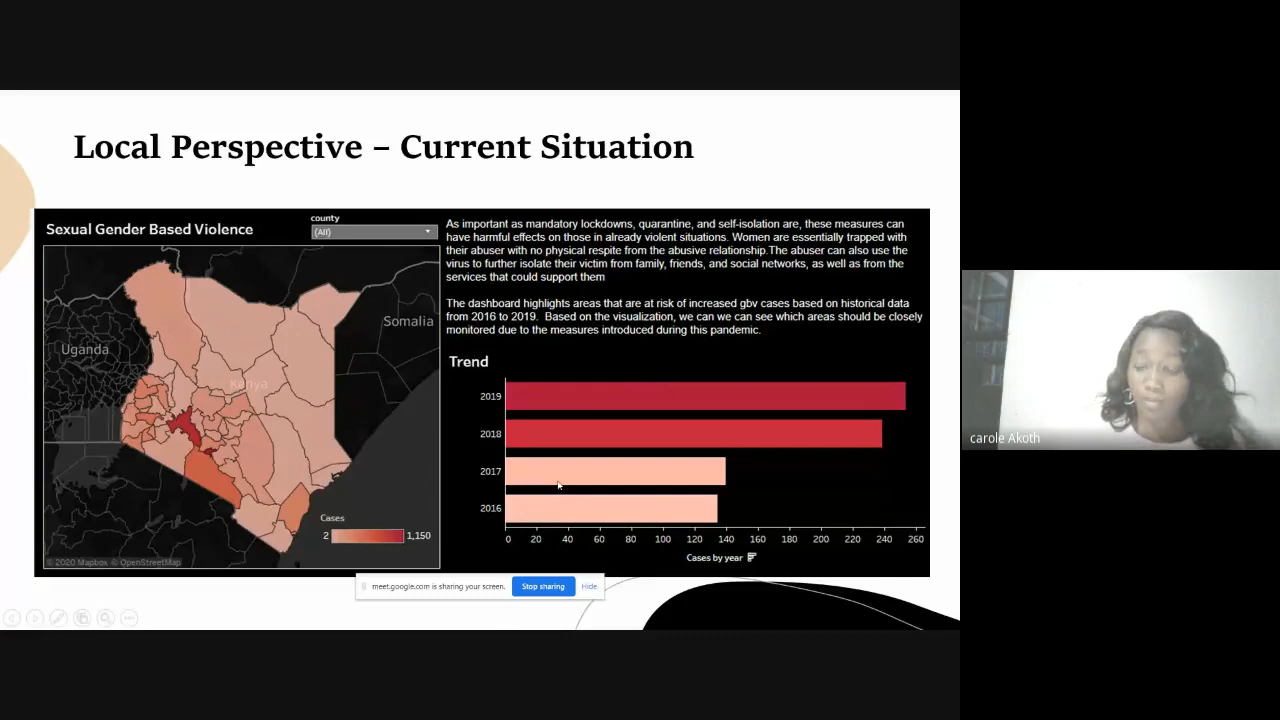 Local Perspective – Current Situation
Sexual Gender Based Violence
county
(All)
Uganda
Kenya
Somalia
Cases
2
1,150
© 2020 Mapbox © OpenStreetMap
As important as mandatory lockdowns, quarantine, and self-isolation are, these measures can
have harmful effects on those in already violent situations. Women are essentially trapped with
their abuser with no physical respite from the abusive relationship.The abuser can also use the
virus to further isolate their victim from family, friends, and social networks, as well as from the
services that could support them
The dashboard highlights areas that are at risk of increased gbv cases based on historical data
from 2016 to 2019. Based on the visualization, we can we can see which areas should be closely
monitored due to the measures introduced during this pandemic.
Trend
2019
2018
2017
2016
0 20 40 60 80 100 120 140 160 180 200 220 240 260
Cases by year
meet.google.com is sharing your screen.
Stop sharing
Hide
carole Akoth